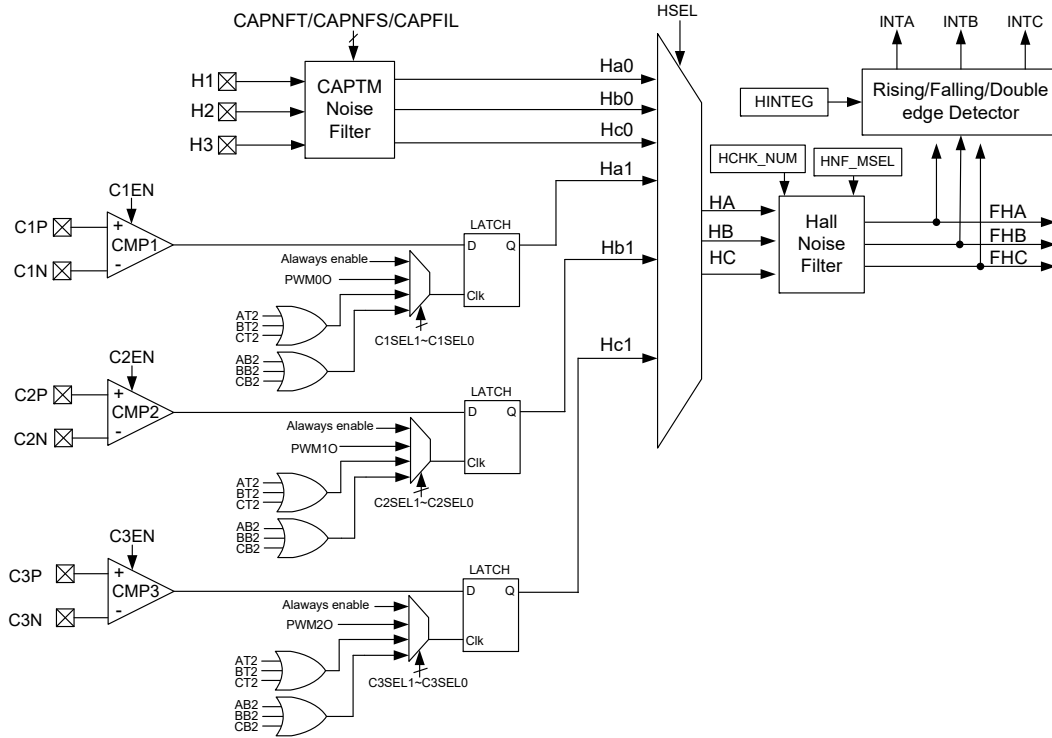 CAPNFT/CAPNFS/CAPFIL
HSEL
INTA
INTB
INTC
H1
H2
H3
CAPTM
Noise
Filter
Ha0
Hb0
Hc0
Ha1
Hb1
Hc1
HINTEG
Rising/Falling/Double
edge Detector
HCHK_NUM
HNF_MSEL
HA
HB
HC
Hall
Noise
Filter
FHA
FHB
FHC
C1EN
C1P
C1N
+
-
CMP1
LATCH
D
Q
Clk
Alaways enable
PWM0O
AT2
BT2
CT2
AB2
BB2
CB2
C1SEL1~C1SEL0
C2EN
C2P
C2N
+
-
CMP2
LATCH
D
Q
Clk
Alaways enable
PWM1O
AT2
BT2
CT2
AB2
BB2
CB2
C2SEL1~C2SEL0
C3EN
C3P
C3N
+
-
CMP3
LATCH
D
Q
Clk
Alaways enable
PWM2O
AT2
BT2
CT2
AB2
BB2
CB2
C3SEL1~C3SEL0